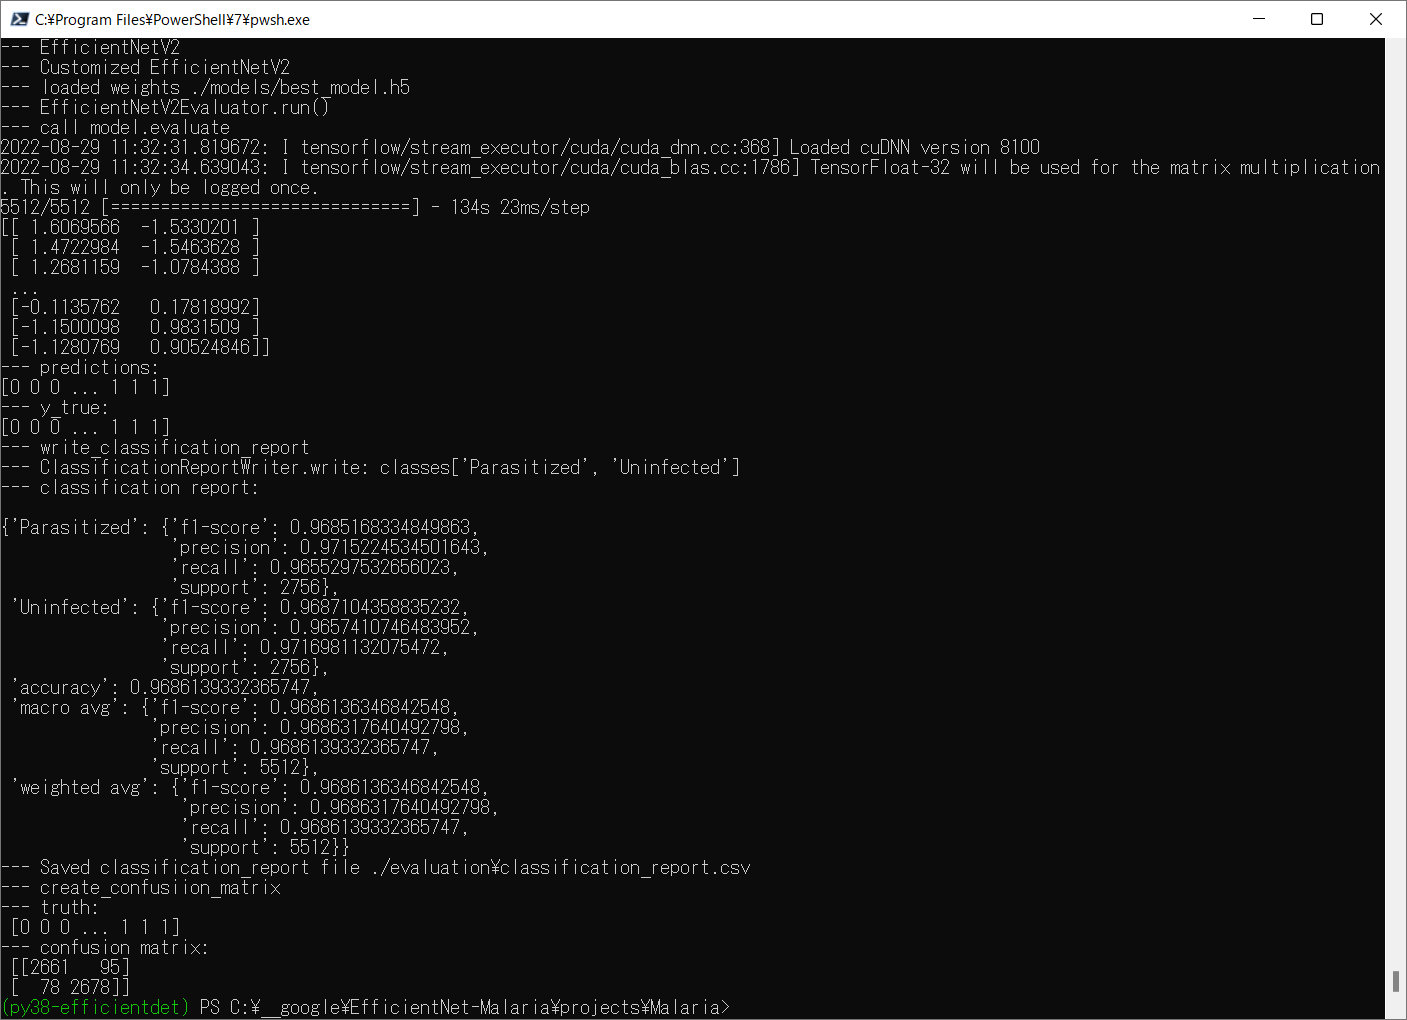 C:¥Program Files¥PowerShell¥7¥pwsh.exe
--- EfficientNetV2
--- Customized EfficientNetV2
--- loaded weights ./models/best_model.h5
--- EfficientNetV2Evaluator.run()
--- call model.evaluate
2022-08-29 11:32:31.819672: I tensorflow/stream_executor/cuda/cuda_dnn.cc:368] Loaded cuDNN version 8100
2022-08-29 11:32:34.639043: I tensorflow/stream_executor/cuda/cuda_blas.cc:1786] TensorFloat-32 will be used for the matrix multiplication
. This will only be logged once.
5512/5512 [==============================] - 134s 23ms/step
[[ 1.6069566  -1.5330201 ]
 [ 1.4722984  -1.5463628 ]
 [ 1.2681159  -1.0784388 ]
 ...
 [-0.1135762   0.17818992]
 [-1.1500098   0.9831509 ]
 [-1.1280769   0.90524846]]
--- predictions:
[0 0 0 ... 1 1 1]
--- y_true:
[0 0 0 ... 1 1 1]
--- write_classification_report
--- ClassificationReportWriter.write: classes['Parasitized', 'Uninfected']
--- classification report:
{'Parasitized': {'f1-score': 0.9685168334849863,
                 'precision': 0.9715224534501643,
                 'recall': 0.9655297532656023,
                 'support': 2756},
 'Uninfected': {'f1-score': 0.9687104358835232,
                'precision': 0.9657410746483952,
                'recall': 0.9716981132075472,
                'support': 2756},
 'accuracy': 0.9686139332365747,
 'macro avg': {'f1-score': 0.9686136346842548,
               'precision': 0.9686317640492798,
               'recall': 0.9686139332365747,
               'support': 5512},
 'weighted avg': {'f1-score': 0.9686136346842548,
                  'precision': 0.9686317640492798,
                  'recall': 0.9686139332365747,
                  'support': 5512}}
--- Saved classification_report file ./evaluation¥classification_report.csv
--- create_confusiion_matrix
--- truth:
 [0 0 0 ... 1 1 1]
--- confusion matrix:
 [[2661   95]
 [  78 2678]]
(py38-efficientdet) PS C:¥__google¥EfficientNet-Malaria¥projects¥Malaria>